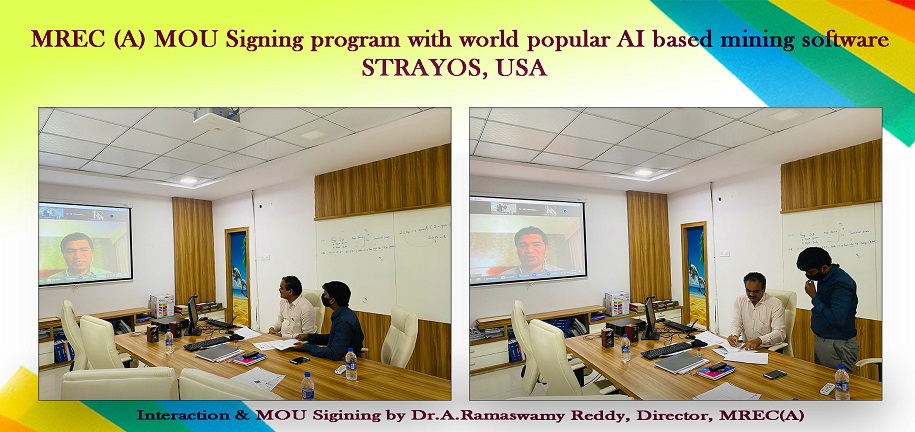 MREC (A) MOU Signing program with world popular AI based mining software
STRAYOS, USA
Interaction & MOU Sigining by Dr.A.Ramaswamy Reddy, Director, MREC(A)